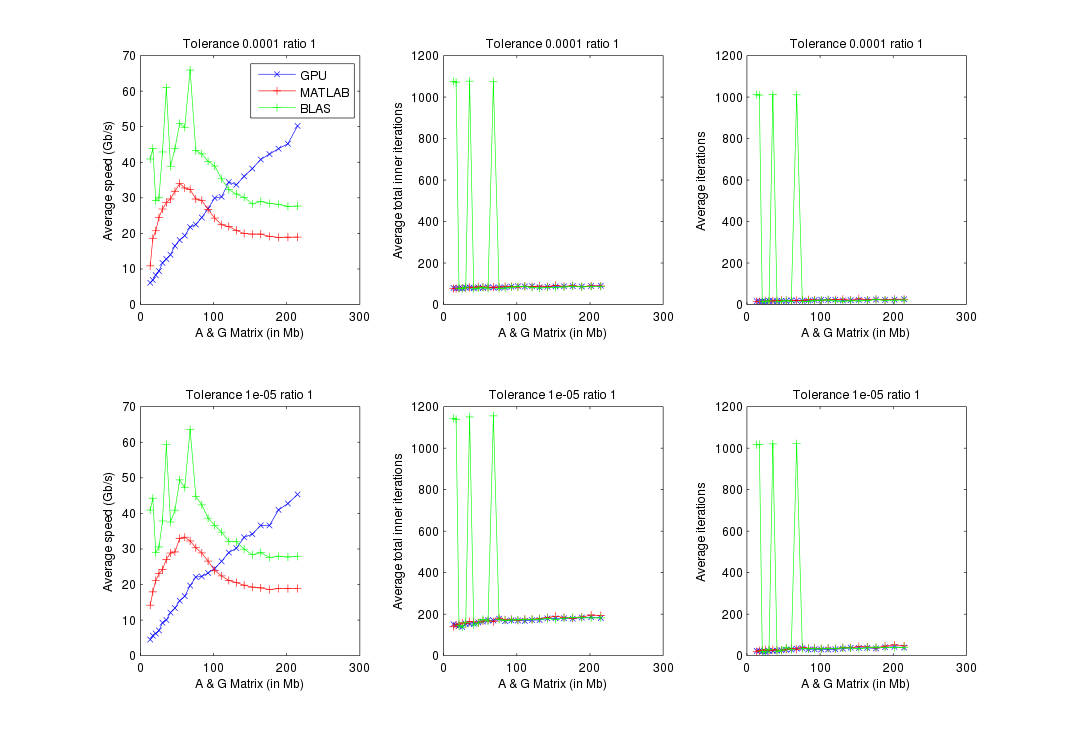 Tolerance 0.0001 ratio 1
70
60
50
40
30
20
10
0
0 100 200 300
Average speed (Gb/s)
A & G Matrix (in Mb)
GPU
MATLAB
BLAS
Tolerance 0.0001 ratio 1
1200
1000
800
600
400
200
0
0 100 200 300
Average total inner iterations
A & G Matrix (in Mb)
Tolerance 0.0001 ratio 1
1200
1000
800
600
400
200
0
0 100 200 300
Average iterations
A & G Matrix (in Mb)
Tolerance 1e-05 ratio 1
70
60
50
40
30
20
10
0
0 100 200 300
Average speed (Gb/s)
A & G Matrix (in Mb)
Tolerance 1e-05 ratio 1
1200
1000
800
600
400
200
0
0 100 200 300
Average total inner iterations
A & G Matrix (in Mb)
Tolerance 1e-05 ratio 1
1200
1000
800
600
400
200
0
0 100 200 300
Average iterations
A & G Matrix (in Mb)